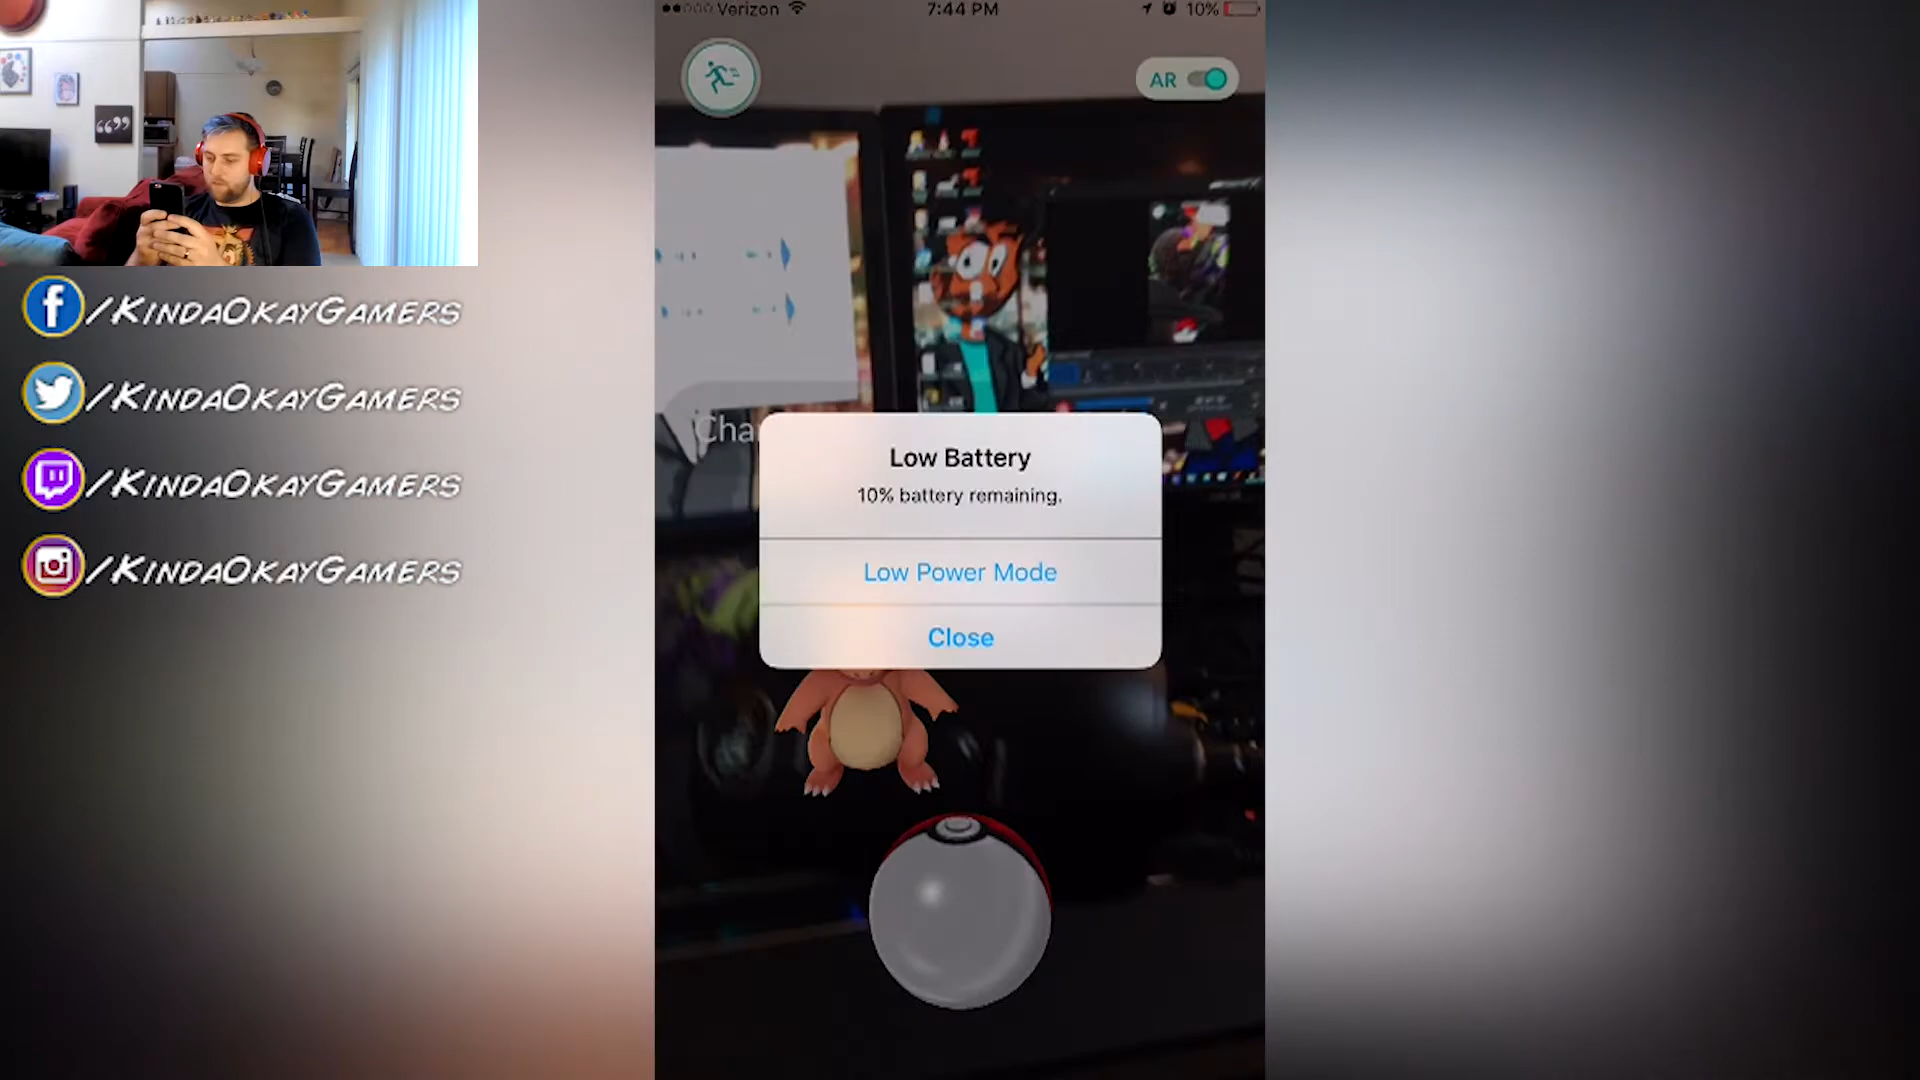 Verizon 7:44 PM 10%
AR
/KindaOkayGamers
/KindaOkayGamers
/KindaOkayGamers
/KindaOkayGamers
Cha
Low Battery
10% battery remaining.
Low Power Mode
Close